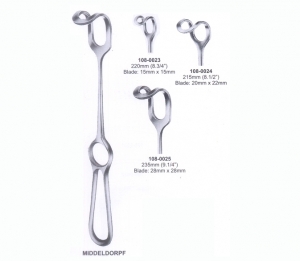 108-0023
220mm (8.3/4")
Blade: 15mm x 15mm
108-0024
215mm (8.1/2")
Blade: 20mm x 22mm
108-0025
235mm (9.1/4")
Blade: 28mm x 28mm
MIDDELDORPF